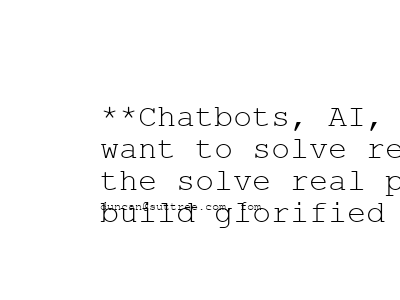 **Chatbots, AI,
want to solve re
the solve real p
build glorified